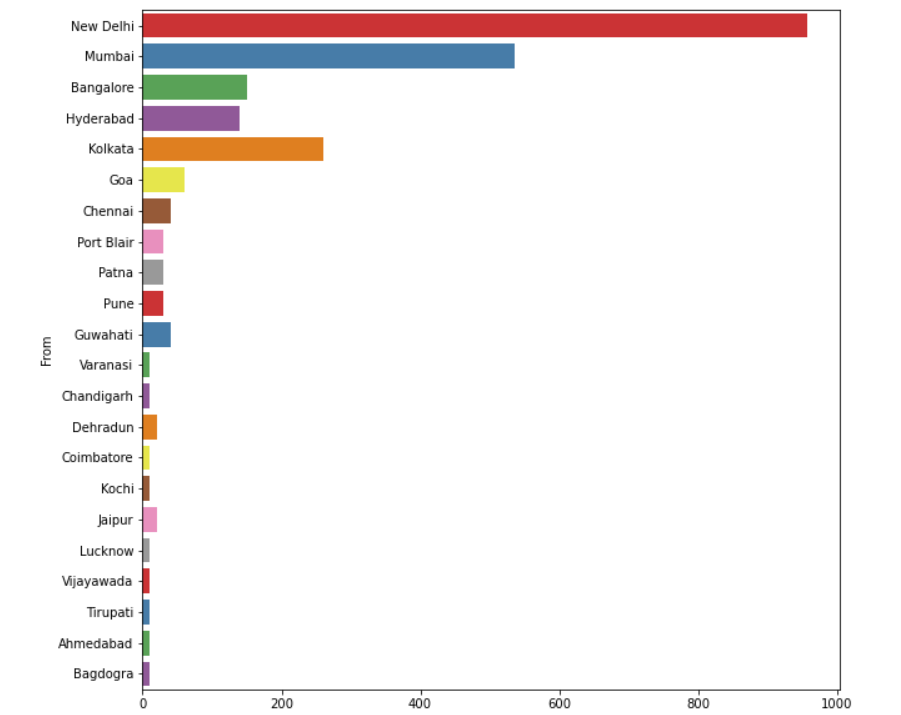 New Delhi
Mumbai
Bangalore
Hyderabad
Kolkata
Goa
Chennai
Port Blair
Patna
Pune
Guwahati
From
Varanasi
Chandigarh
Dehradun
Coimbatore
Kochi
Jaipur
Lucknow
Vijayawada
Tirupati
Ahmedabad
Bagdogra
0 200 400 600 800 1000